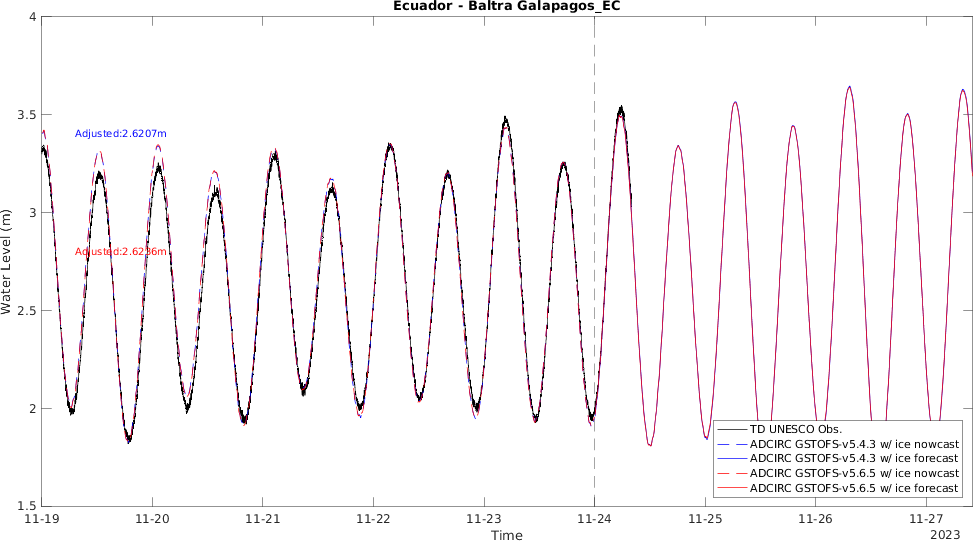 Ecuador - Baltra Galapagos_EC
4
3.5
3
2.5
2
1.5
Water Level (m)
Adjusted:2.6207m
Adjusted:2.6236m
TD UNESCO Obs.
ADCIRC GSTOFS-v5.4.3 w/ ice nowcast
ADCIRC GSTOFS-v5.4.3 w/ ice forecast
ADCIRC GSTOFS-v5.6.5 w/ ice nowcast
ADCIRC GSTOFS-v5.6.5 w/ ice forecast
11-19 11-20 11-21 11-22 11-23 11-24 11-25 11-26 11-27
Time
2023